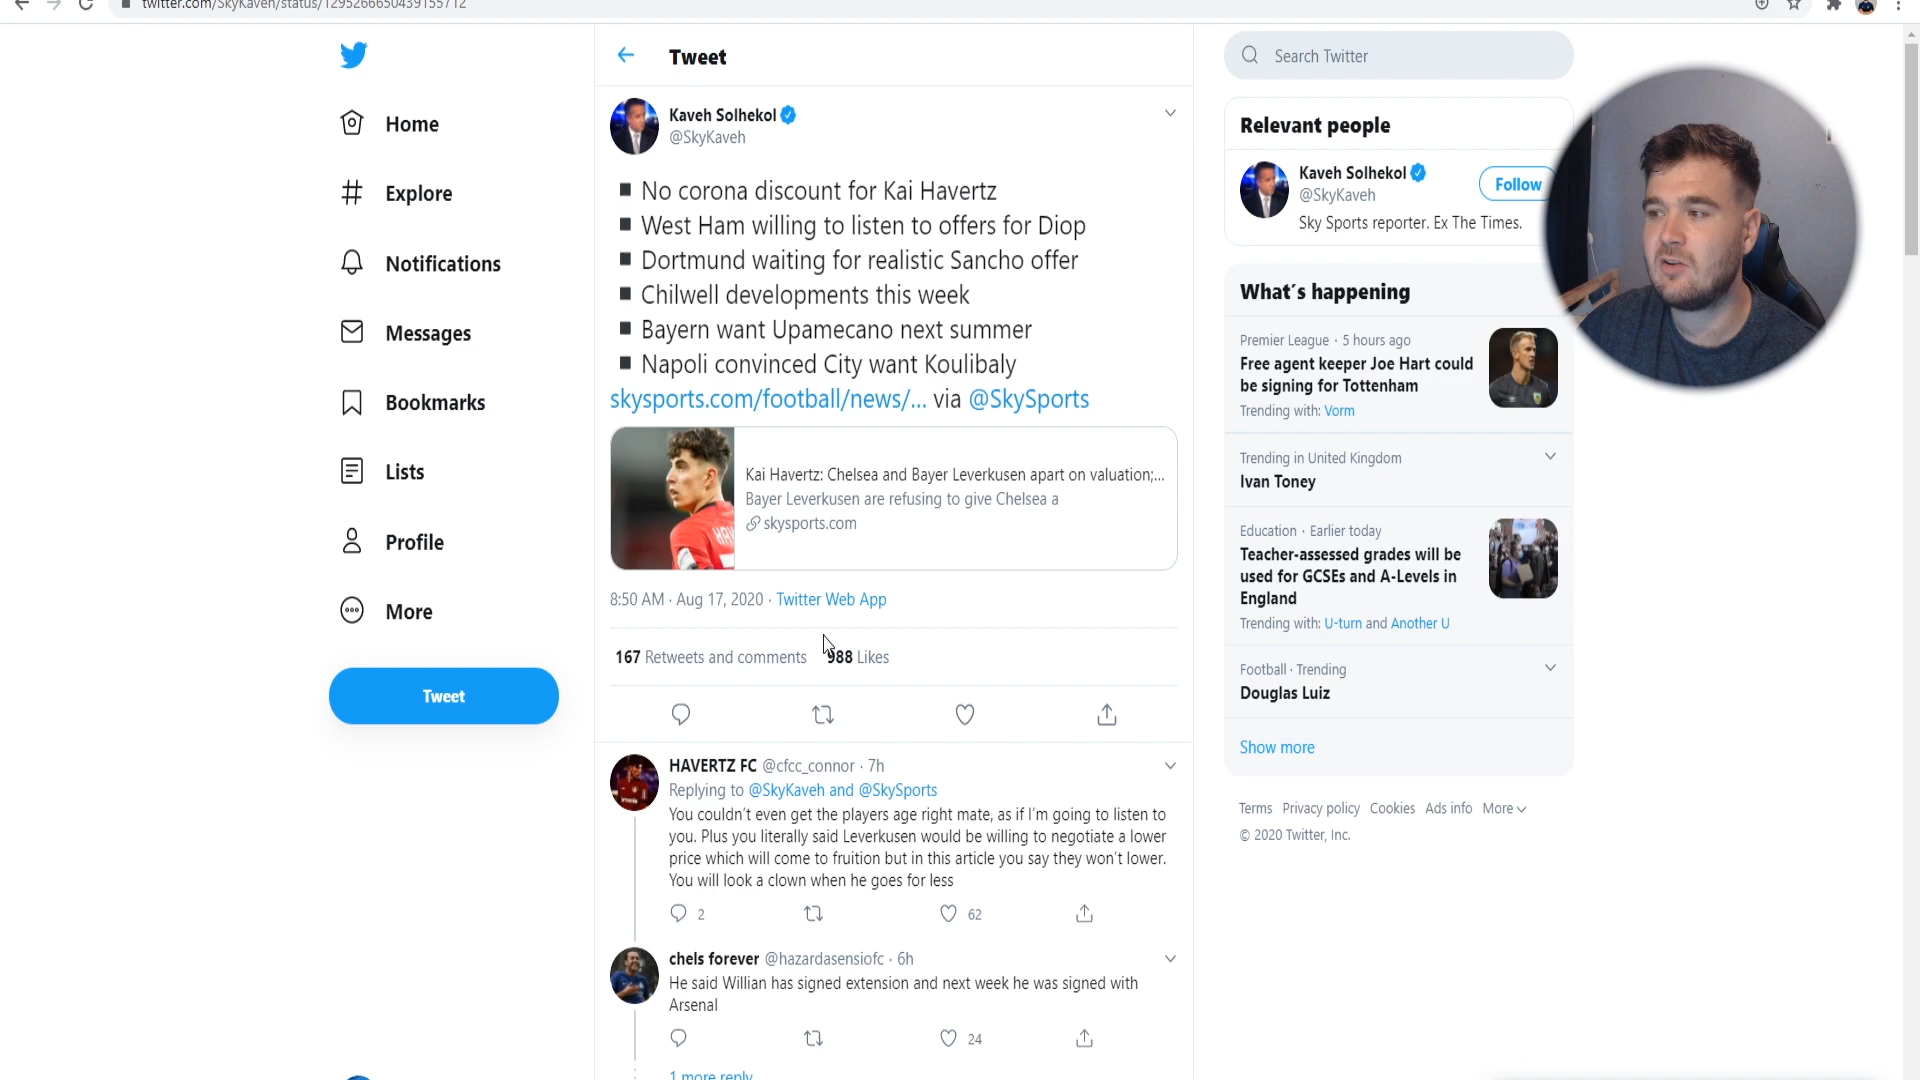 twitter.com/SkyKaveh/status/1295266650439155712
Home
Explore
Notifications
Messages
Bookmarks
Lists
Profile
More
Tweet
Tweet
Kaveh Solhekol
@SkyKaveh
▪ No corona discount for Kai Havertz
▪ West Ham willing to listen to offers for Diop
▪ Dortmund waiting for realistic Sancho offer
▪ Chilwell developments this week
▪ Bayern want Upamecano next summer
▪ Napoli convinced City want Koulibaly
skysports.com/football/news/... via @SkySports
Kai Havertz: Chelsea and Bayer Leverkusen apart on valuation;...
Bayer Leverkusen are refusing to give Chelsea a
skysports.com
8:50 AM · Aug 17, 2020 · Twitter Web App
167 Retweets and comments 988 Likes
HAVERTZ FC @cfcc_connor · 7h
Replying to @SkyKaveh and @SkySports
You couldn't even get the players age right mate, as if I'm going to listen to
you. Plus you literally said Leverkusen would be willing to negotiate a lower
price which will come to fruition but in this article you say they won't lower.
You will look a clown when he goes for less
2 62
chels forever @hazardasensiofc · 6h
He said Willian has signed extension and next week he was signed with
Arsenal
24
1 more reply
Search Twitter
Relevant people
Kaveh Solhekol
@SkyKaveh
Follow
Sky Sports reporter. Ex The Times.
What's happening
Premier League · 5 hours ago
Free agent keeper Joe Hart could
be signing for Tottenham
Trending with: Vorm
Trending in United Kingdom
Ivan Toney
Education · Earlier today
Teacher-assessed grades will be
used for GCSEs and A-Levels in
England
Trending with: U-turn and Another U
Football · Trending
Douglas Luiz
Show more
Terms Privacy policy Cookies Ads info More
© 2020 Twitter, Inc.